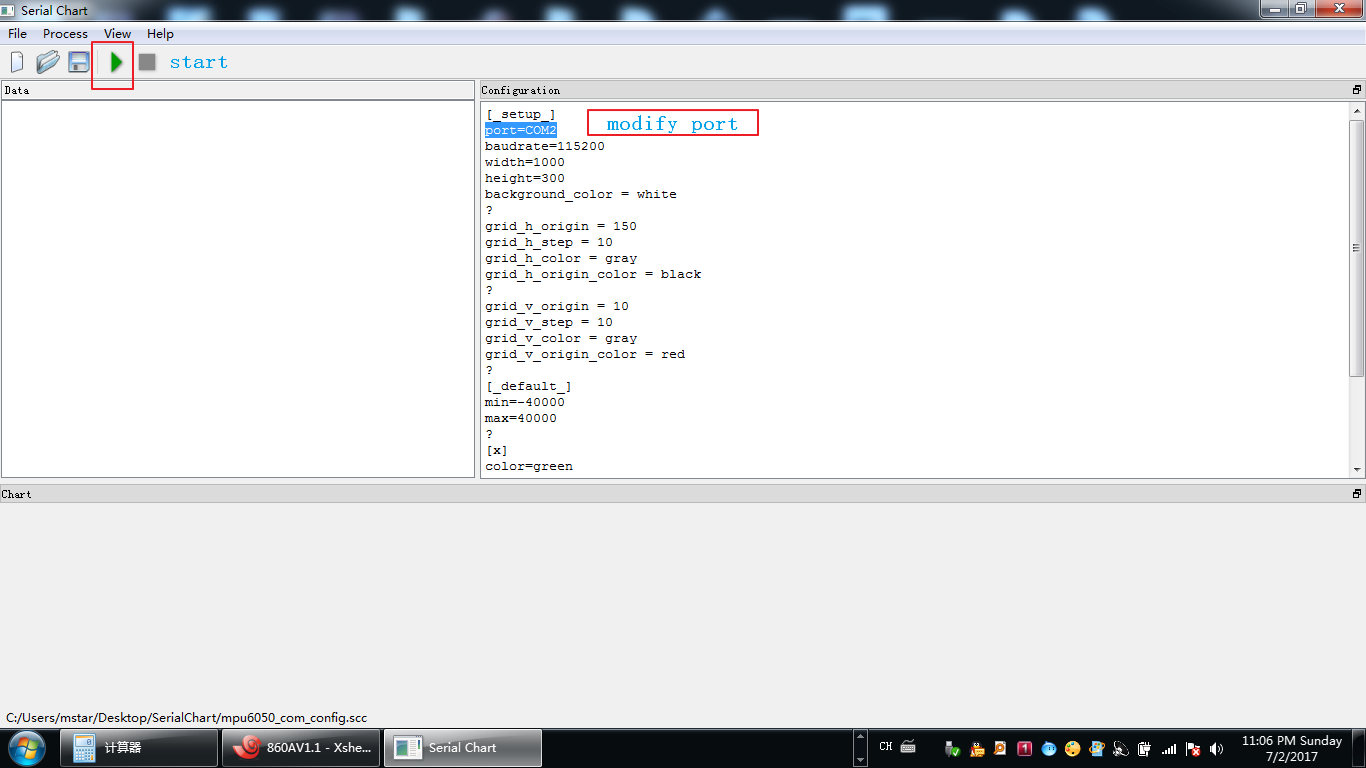 Serial Chart
File Process View Help
start
Data
Configuration
[_setup_]
port=COM2
modify port
baudrate=115200
width=1000
height=300
background_color = white
?
grid_h_origin = 150
grid_h_step = 10
grid_h_color = gray
grid_h_origin_color = black
?
grid_v_origin = 10
grid_v_step = 10
grid_v_color = gray
grid_v_origin_color = red
?
[_default_]
min=-40000
max=40000
?
[x]
color=green
Chart
C:/Users/mstar/Desktop/SerialChart/mpu6050_com_config.scc
计算器
860AV1.1 - Xshe...
Serial Chart
CH
1
11:06 PM Sunday
7/2/2017